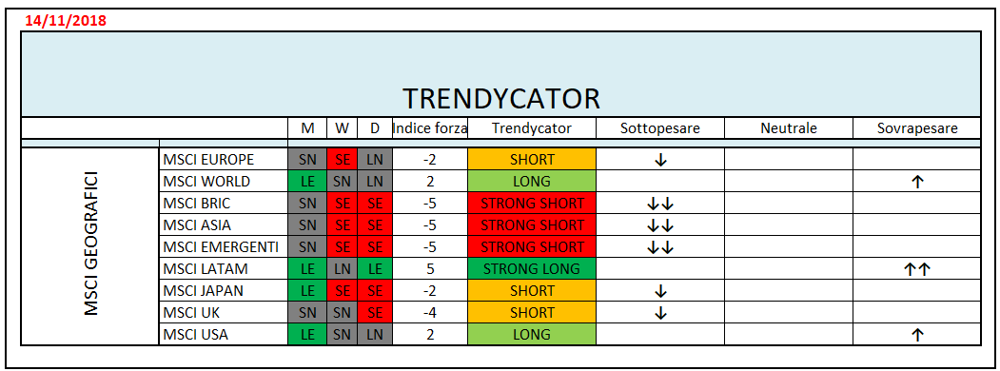 14/11/2018
TRENDYCATOR
M W D Indice forza Trendycator Sottopesare Neutrale Sovrapesare
MSCI GEOGRAFICI
MSCI EUROPE SN SE LN -2 SHORT ↓
MSCI WORLD LE SN LN 2 LONG ↑
MSCI BRIC SN SE SE -5 STRONG SHORT ↓↓
MSCI ASIA SN SE SE -5 STRONG SHORT ↓↓
MSCI EMERGENTI SN SE SE -5 STRONG SHORT ↓↓
MSCI LATAM LE LN LE 5 STRONG LONG ↑↑
MSCI JAPAN LE SE SE -2 SHORT ↓
MSCI UK SN SN SE -4 SHORT ↓
MSCI USA LE SN LN 2 LONG ↑